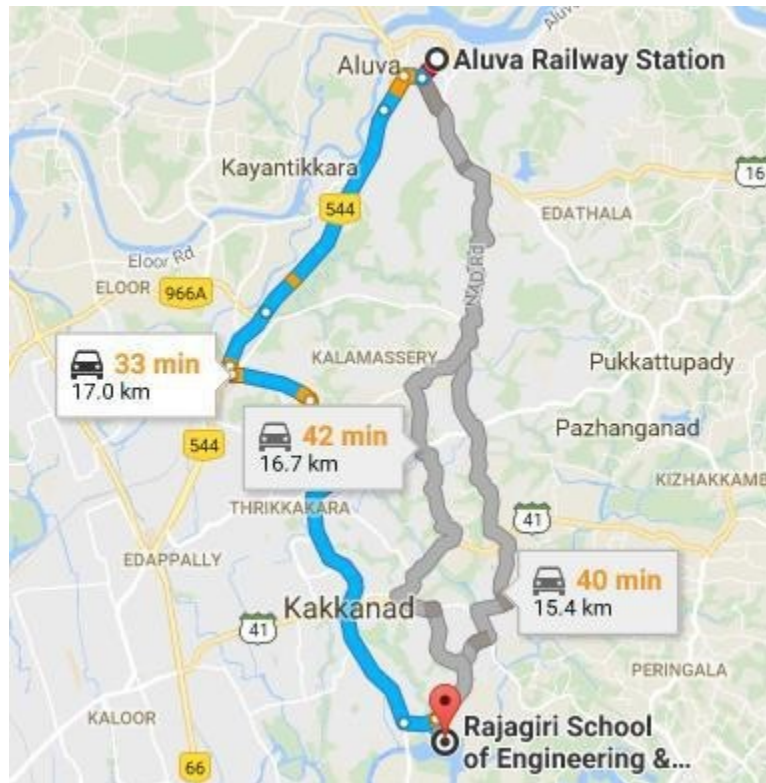 Aluva
Aluva Railway Station
Kayantikkara
16
544
EDATHALA
Eloor Rd
NAD Rd
ELOOR
966A
33 min
17.0 km
KALAMASSERY
Pukkattupady
42 min
16.7 km
544
Pazhanganad
KIZHAKKAMB
THRIKKAKARA
41
EDAPPALLY
40 min
15.4 km
Kakkanad
41
PERINGALA
KALOOR
Rajagiri School
of Engineering &...
66